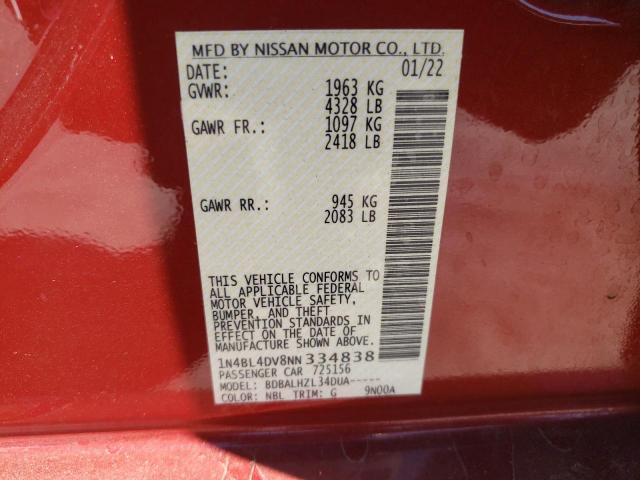 MFD BY NISSAN MOTOR CO., LTD.
DATE: 01/22
GVWR: 1963 KG
4328 LB
GAWR FR.: 1097 KG
2418 LB
GAWR RR.: 945 KG
2083 LB
THIS VEHICLE CONFORMS TO
ALL APPLICABLE FEDERAL
MOTOR VEHICLE SAFETY,
BUMPER, AND THEFT
PREVENTION STANDARDS IN
EFFECT ON THE DATE OF
MANUFACTURE SHOWN ABOVE.
1N4BL4DV8NN 334838
PASSENGER CAR 725156
MODEL: BDBALHZL34DUA-----
COLOR: NBL TRIM: G 9N00A